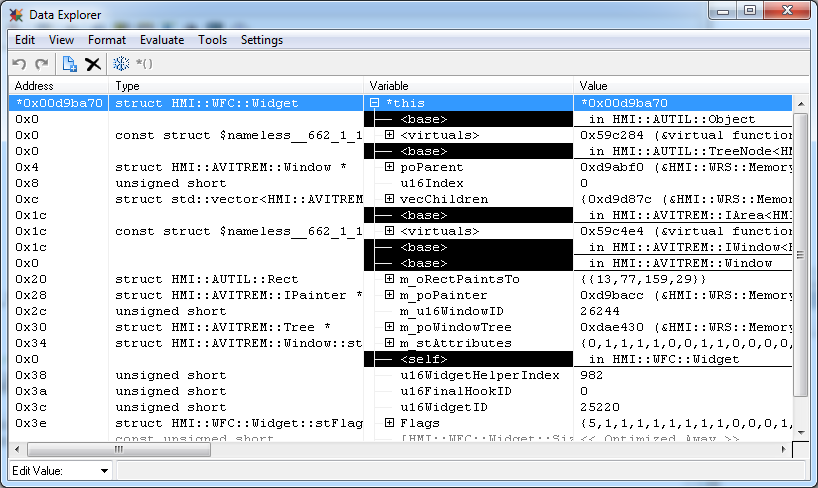 Data Explorer
Edit View Format Evaluate Tools Settings
*()
Address Type Variable Value
*0x00d9ba70 struct HMI::WFC::Widget *this *0x00d9ba70
0x0 <base> in HMI::AUTIL::Object
0x0 const struct $nameless__662_1_1 <virtuals> 0x59c284 (&virtual function
0x0 <base> in HMI::AUTIL::TreeNode<HM
0x4 struct HMI::AVITREM::Window * poParent 0xd9abf0 (&HMI::WRS::Memory
0x8 unsigned short u16Index 0
0xc struct std::vector<HMI::AVITREM vecChildren {0xd9d87c (&HMI::WRS::Memo
0x1c <base> in HMI::AVITREM::IArea<HMI
0x1c const struct $nameless__662_1_1 <virtuals> 0x59c4e4 (&virtual function
0x1c <base> in HMI::AVITREM::IWindow<H
0x0 <base> in HMI::AVITREM::Window
0x20 struct HMI::AUTIL::Rect m_oRectPaintsTo {{13,77,159,29}}
0x28 struct HMI::AVITREM::IPainter * m_poPainter 0xd9bacc (&HMI::WRS::Memory
0x2c unsigned short m_u16WindowID 26244
0x30 struct HMI::AVITREM::Tree * m_poWindowTree 0xdae430 (&HMI::WRS::Memory
0x34 struct HMI::AVITREM::Window::st m_stAttributes {0,1,1,1,1,0,0,1,1,0,0,0,0,
0x0 <self> in HMI::WFC::Widget
0x38 unsigned short u16WidgetHelperIndex 982
0x3a unsigned short u16FinalHookID 0
0x3c unsigned short u16WidgetID 25220
0x3e struct HMI::WFC::Widget::stFlag Flags {5,1,1,1,1,1,1,1,1,0,0,0,1,
const unsigned short [HMI::WFC::Widget::Siz << Optimized Away >>
Edit Value: